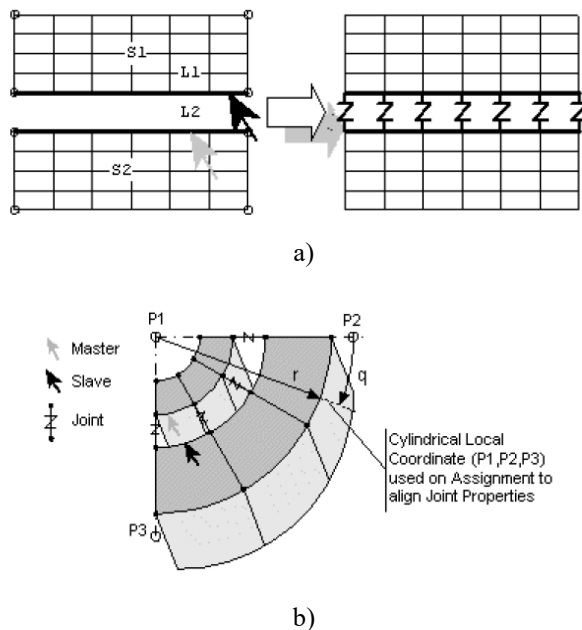 S1
L1
L2
S2
a)
P1
P2
Master
Slave
Joint
r
q
Cylindrical Local
Coordinate (P1,P2,P3)
used on Assignment to
align Joint Properties
P3
b)